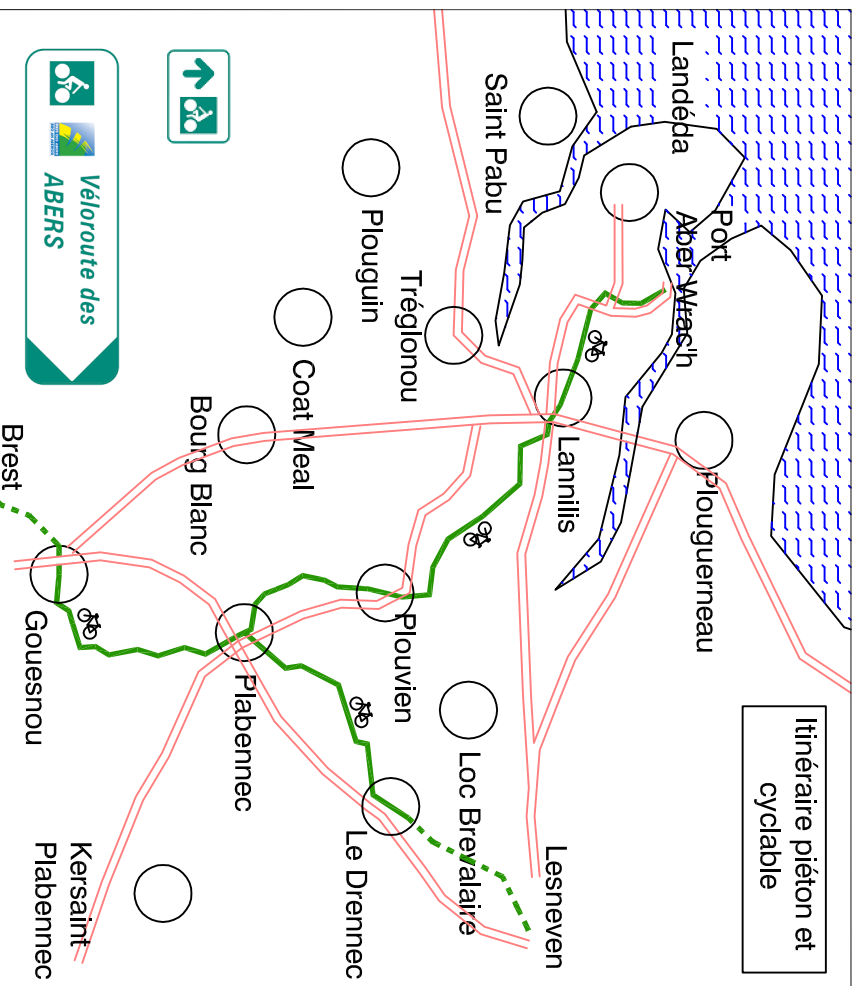 Itinéraire piéton et
cyclable
Port
Aber Wrac'h
Plouguerneau
Landéda
Lannilis
Lesneven
Saint Pabu
Loc Brevalaire
Tréglonou
Plouvien
Plouguin
Le Drennec
Coat Meal
Plabennec
Bourg Blanc
Véloroute des
ABERS
Kersaint
Plabennec
Gouesnou
Brest